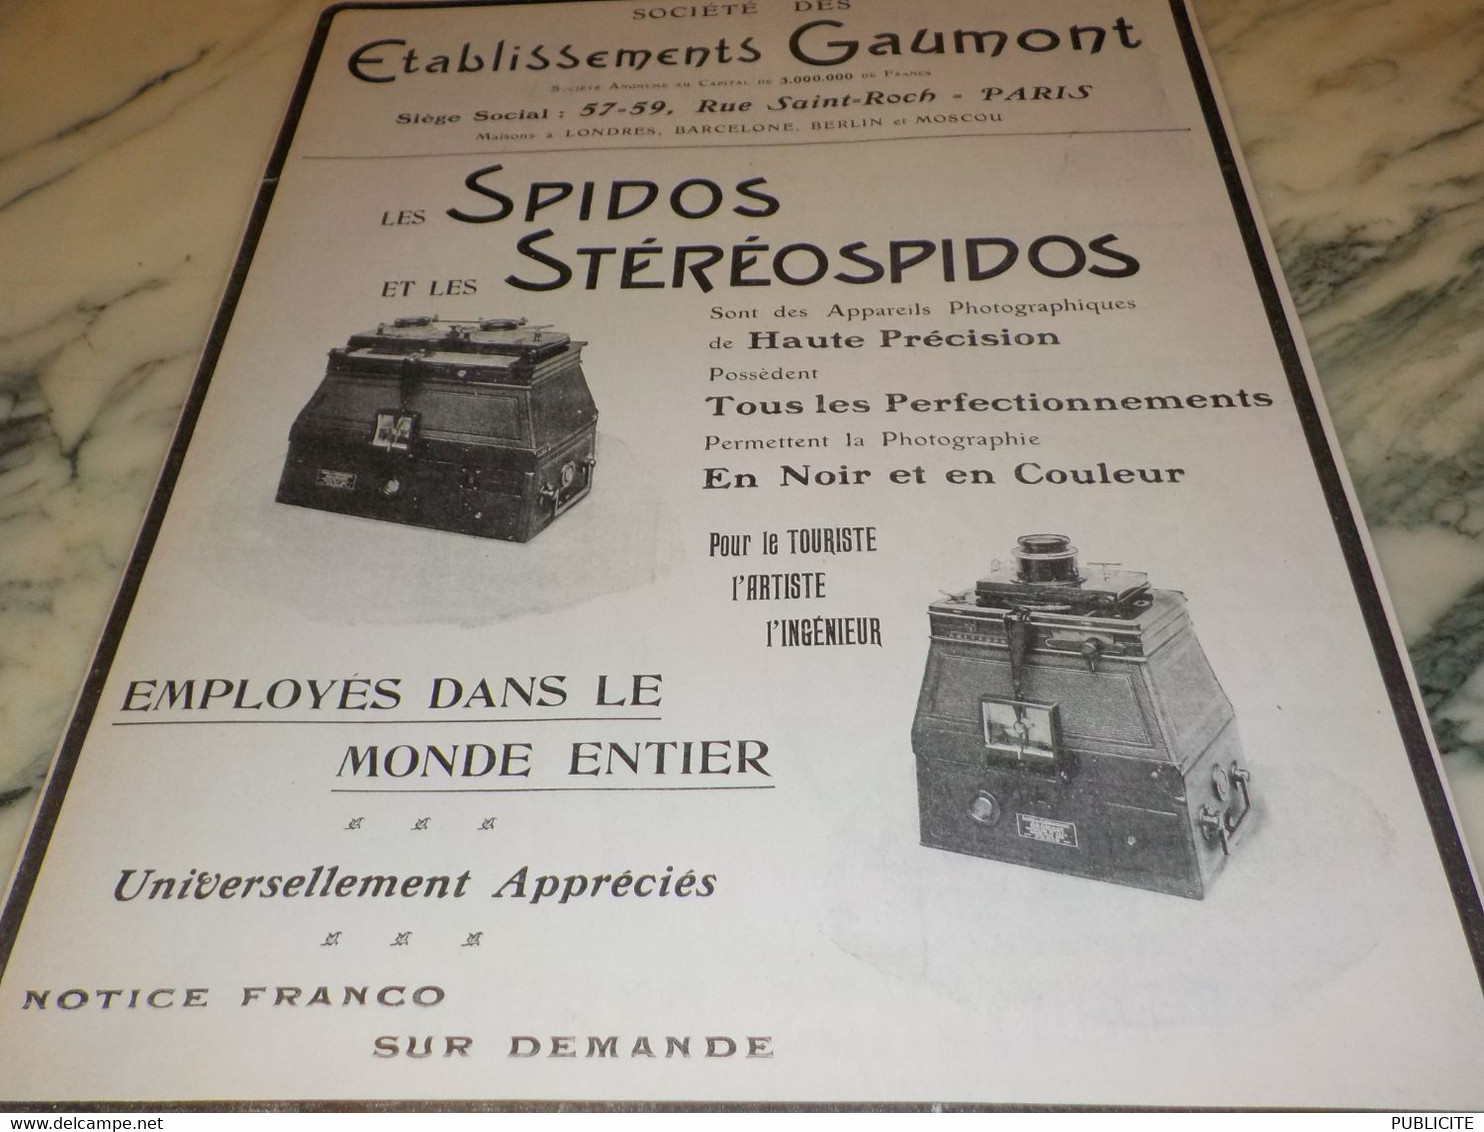 SOCIÉTÉ DES
Etablissements Gaumont
Société Anonyme au Capital de 3.000.000 de Francs
Siège Social : 57-59, Rue Saint-Roch - PARIS
Maisons à LONDRES, BARCELONE, BERLIN et MOSCOU
LES SPIDOS
ET LES STÉRÉOSPIDOS
Sont des Appareils Photographiques
de Haute Précision
Possèdent
Tous les Perfectionnements
Permettent la Photographie
En Noir et en Couleur
Pour le TOURISTE
l'ARTISTE
l'INGÉNIEUR
EMPLOYÉS DANS LE
MONDE ENTIER
Universellement Appréciés
NOTICE FRANCO
SUR DEMANDE
PUBLICITE
delcampe.net